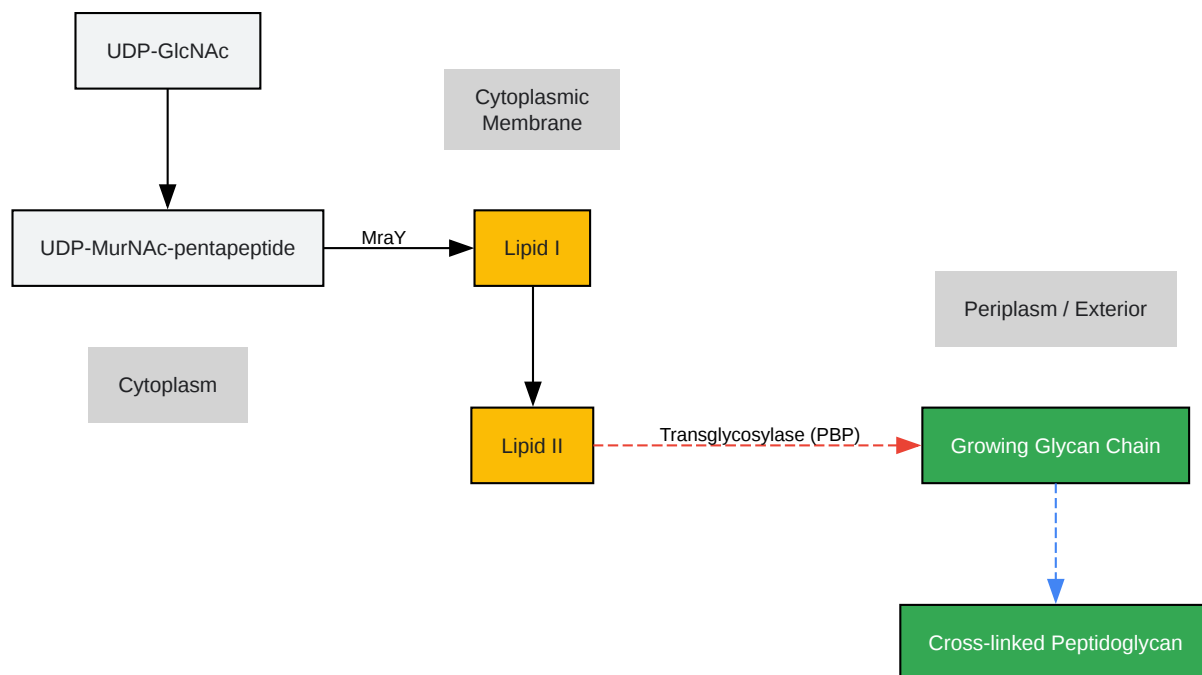 UDP-GlcNAc
Cytoplasmic
Membrane
UDP-MurNAc-pentapeptide
MraY
Lipid I
Periplasm / Exterior
Cytoplasm
Lipid II
Transglycosylase (PBP)
Growing Glycan Chain
Cross-linked Peptidoglycan